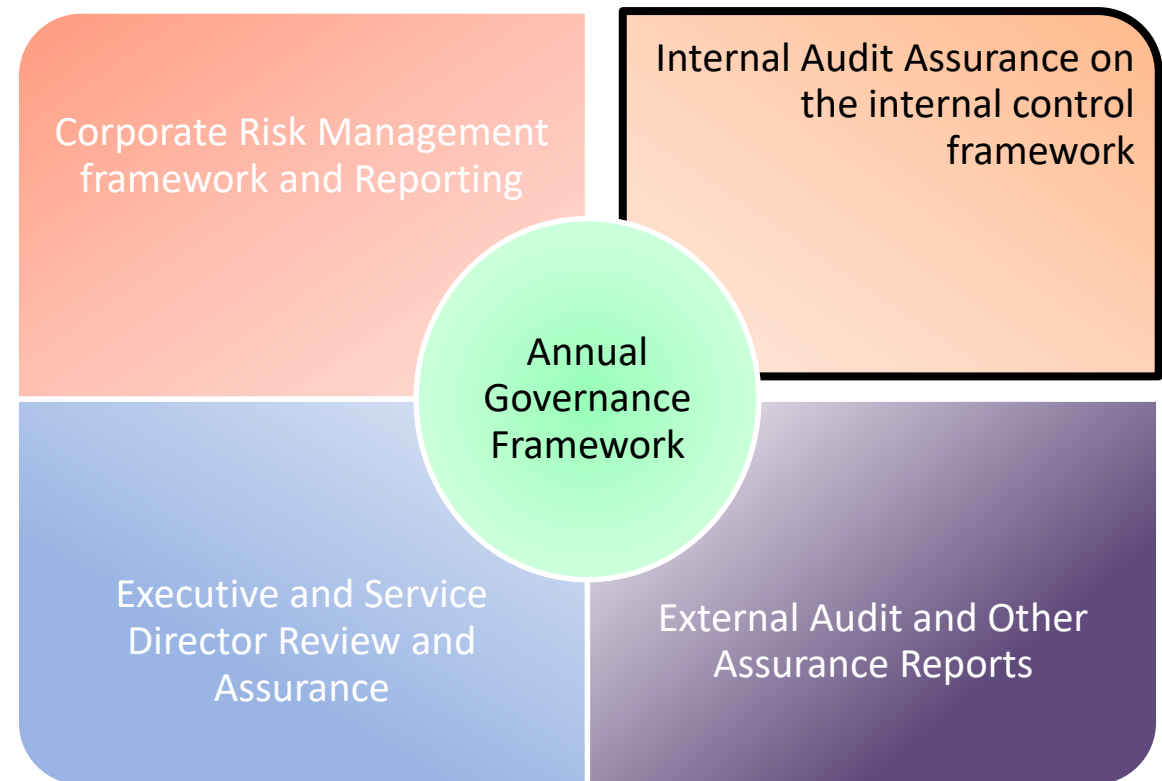 Corporate Risk Management
framework and Reporting
Internal Audit Assurance on
the internal control
framework
Annual
Governance
Framework
Executive and Service
Director Review and
Assurance
External Audit and Other
Assurance Reports